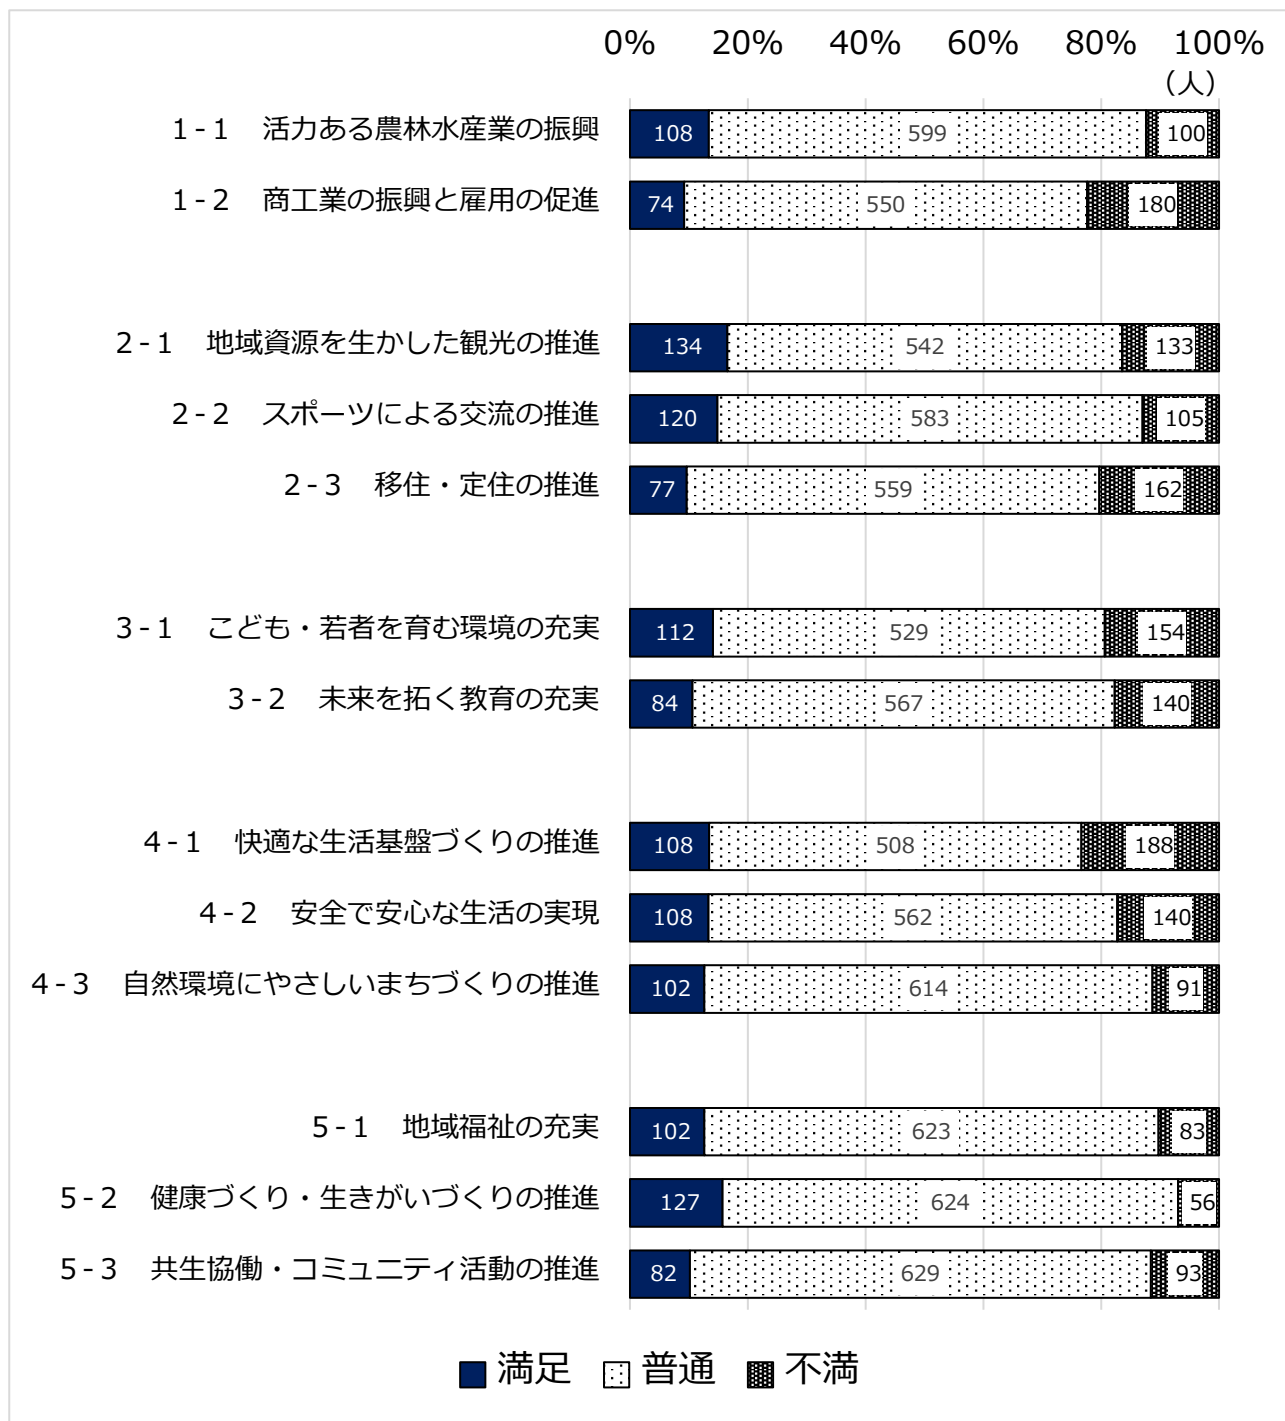 0% 20% 40% 60% 80% 100%
（人）
1-1　活力ある農林水産業の振興 108 599 100
1-2　商工業の振興と雇用の促進 74 550 180
2-1　地域資源を生かした観光の推進 134 542 133
2-2　スポーツによる交流の推進 120 583 105
2-3　移住・定住の推進 77 559 162
3-1　こども・若者を育む環境の充実 112 529 154
3-2　未来を拓く教育の充実 84 567 140
4-1　快適な生活基盤づくりの推進 108 508 188
4-2　安全で安心な生活の実現 108 562 140
4-3　自然環境にやさしいまちづくりの推進 102 614 91
5-1　地域福祉の充実 102 623 83
5-2　健康づくり・生きがいづくりの推進 127 624 56
5-3　共生協働・コミュニティ活動の推進 82 629 93
満足 普通 不満